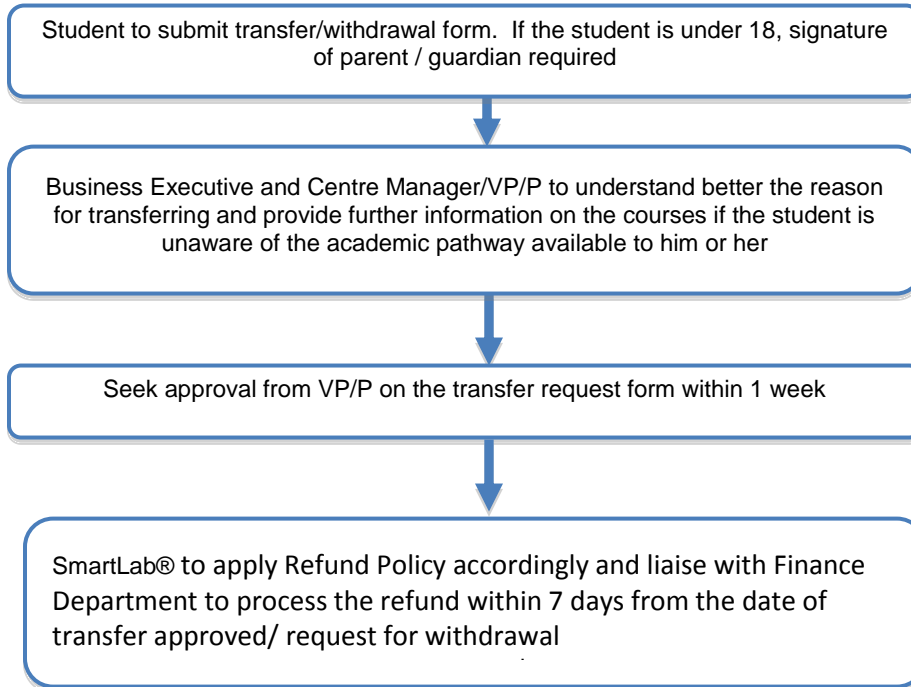 Student to submit transfer/withdrawal form. If the student is under 18, signature
of parent / guardian required
Business Executive and Centre Manager/VP/P to understand better the reason
for transferring and provide further information on the courses if the student is
unaware of the academic pathway available to him or her
Seek approval from VP/P on the transfer request form within 1 week
SmartLab® to apply Refund Policy accordingly and liaise with Finance
Department to process the refund within 7 days from the date of
transfer approved/ request for withdrawal